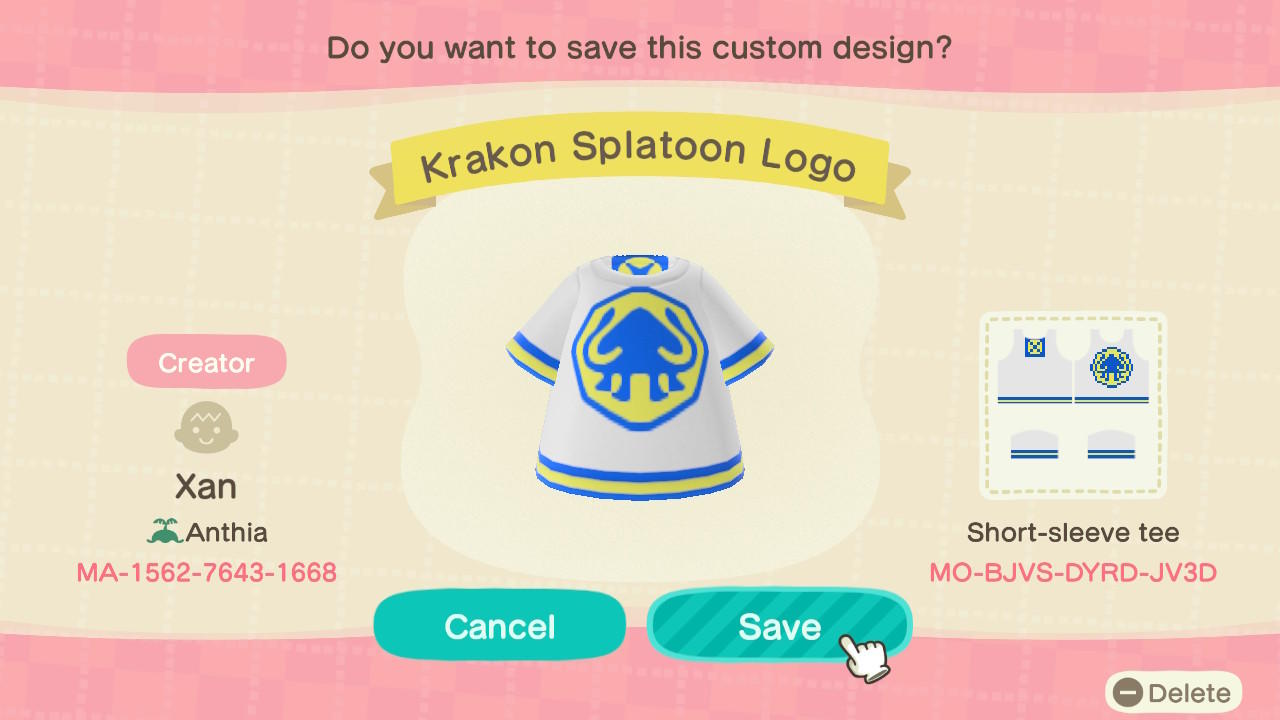 Do you want to save this custom design?
Krakon Splatoon Logo
Creator
Xan
Anthia
MA-1562-7643-1668
Short-sleeve tee
MO-BJVS-DYRD-JV3D
Cancel
Save
Delete